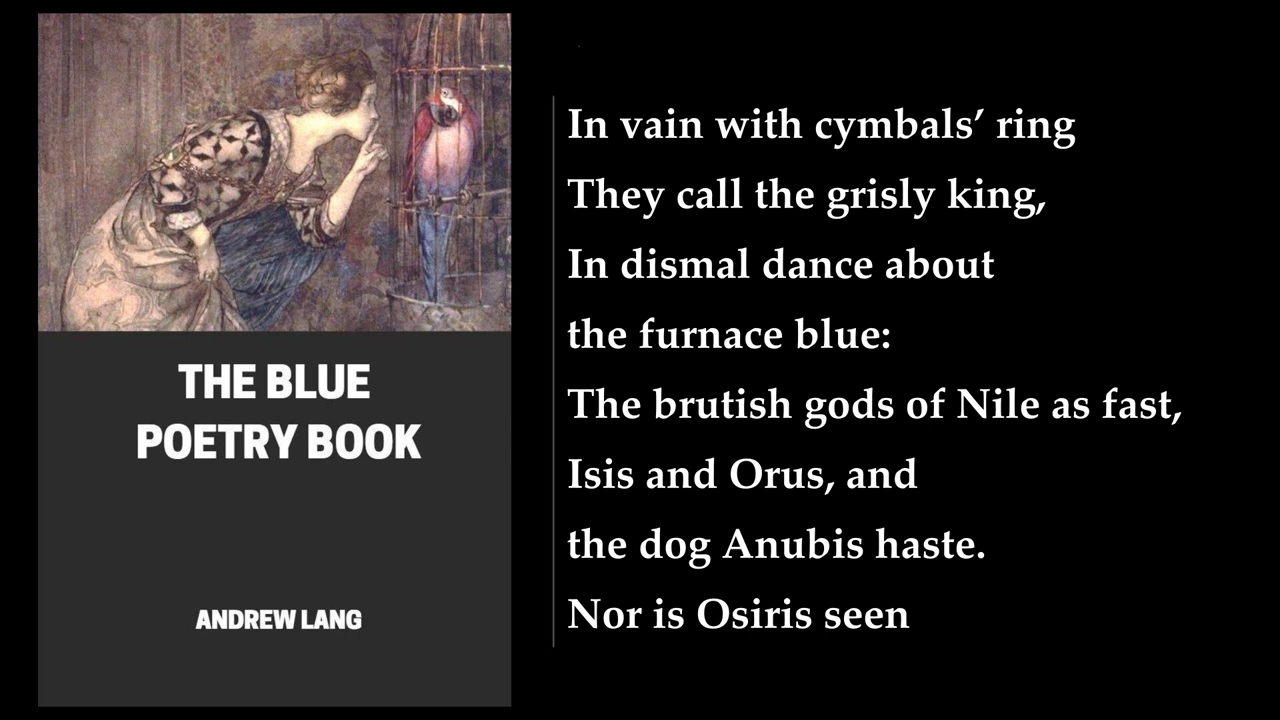 THE BLUE
POETRY BOOK
ANDREW LANG
In vain with cymbals’ ring
They call the grisly king,
In dismal dance about
the furnace blue:
The brutish gods of Nile as fast,
Isis and Orus, and
the dog Anubis haste.
Nor is Osiris seen